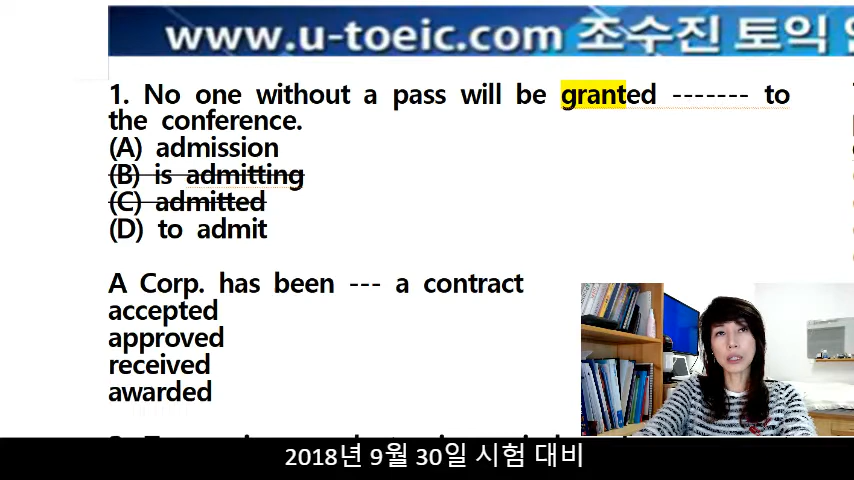 www.u-toeic.com 조수진 토익
1. No one without a pass will be granted ------- to
the conference.
(A) admission
(B) is admitting
(C) admitted
(D) to admit
A Corp. has been --- a contract
accepted
approved
received
awarded
2018년 9월 30일 시험 대비